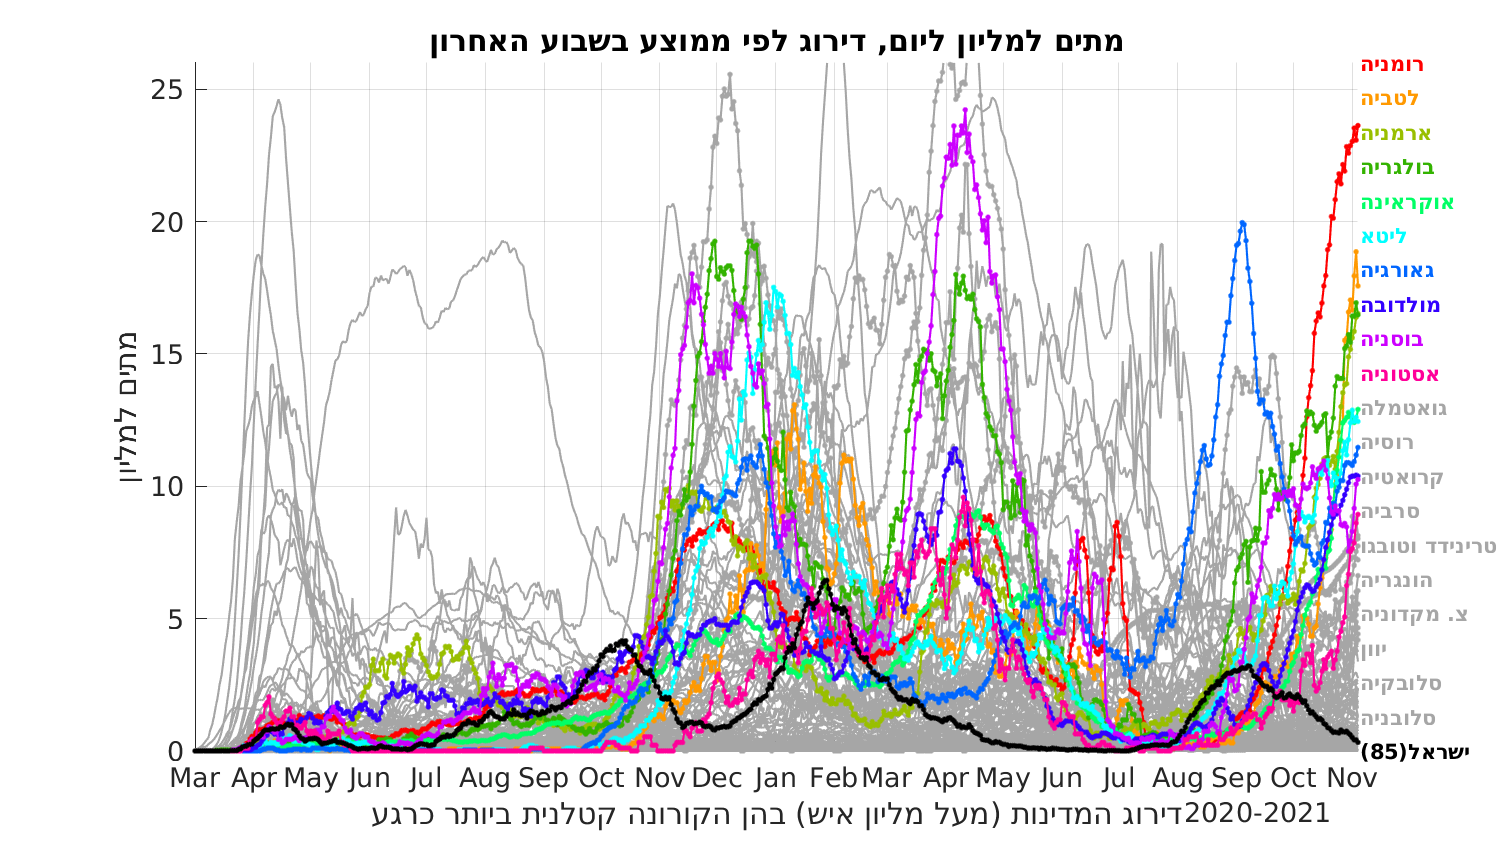 מתים למליון ליום, דירוג לפי ממוצע בשבוע האחרון
מתים למליון
25
20
15
10
5
0
Mar Apr May Jun Jul Aug Sep Oct Nov Dec Jan Feb Mar Apr May Jun Jul Aug Sep Oct Nov
דירוג המדינות (מעל מליון איש) בהן הקורונה קטלנית ביותר כרגע 2020-2021
רומניה
לטביה
ארמניה
בולגריה
אוקראינה
ליטא
גאורגיה
מולדובה
בוסניה
אסטוניה
גואטמלה
רוסיה
קרואטיה
סרביה
טרינידד וטובגו
הונגריה
צ. מקדוניה
יוון
סלובקיה
סלובניה
ישראל(85)